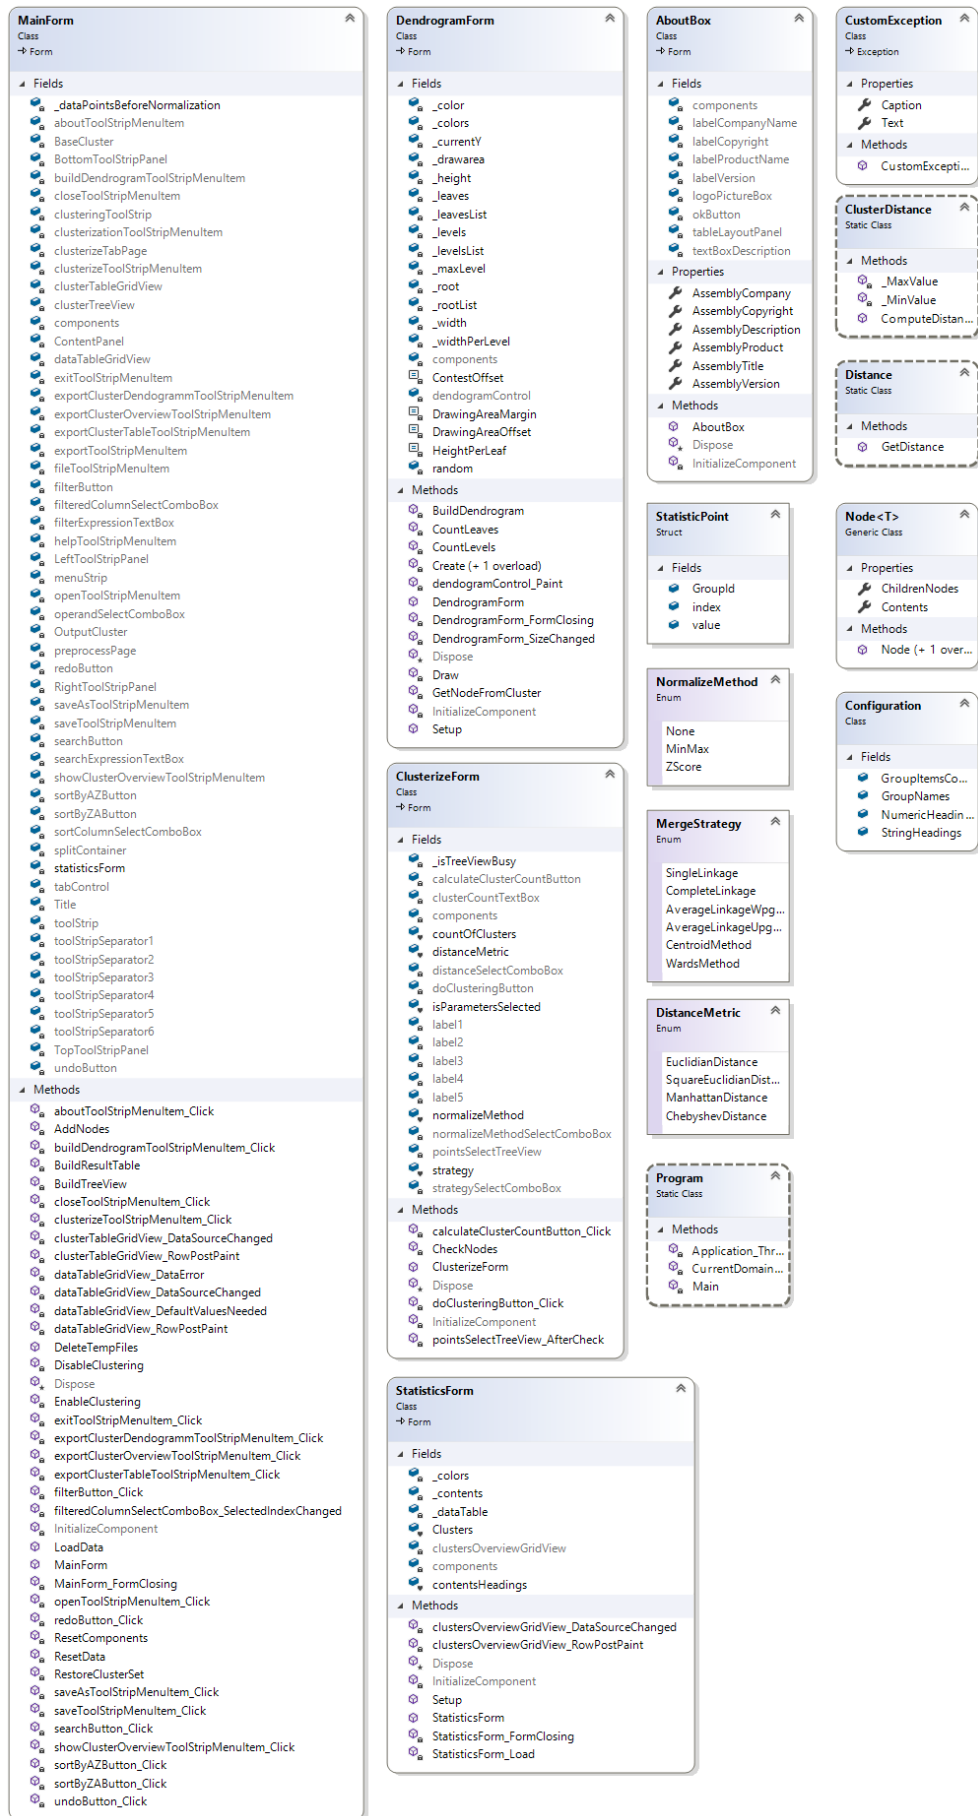 MainForm
Class
Form
Fields
_dataPointsBeforeNormalization
aboutToolStripMenuItem
BaseCluster
BottomToolStripPanel
buildDendrogramToolStripMenuItem
closeToolStripMenuItem
clusteringToolStrip
clusterizationToolStripMenuItem
clusterizeTabPage
clusterizeToolStripMenuItem
clusterTableGridView
clusterTreeView
components
ContentPanel
dataTableGridView
exitToolStripMenuItem
exportClusterDendogrammToolStripMenuItem
exportClusterOverviewToolStripMenuItem
exportClusterTableToolStripMenuItem
exportToolStripMenuItem
fileToolStripMenuItem
filterButton
filteredColumnSelectComboBox
filterExpressionTextBox
helpToolStripMenuItem
LeftToolStripPanel
menuStrip
openToolStripMenuItem
operandSelectComboBox
OutputCluster
preprocessPage
redoButton
RightToolStripPanel
saveAsToolStripMenuItem
saveToolStripMenuItem
searchButton
searchExpressionTextBox
showClusterOverviewToolStripMenuItem
sortByAZButton
sortByZAButton
sortColumnSelectComboBox
splitContainer
statisticsForm
tabControl
Title
toolStrip
toolStripSeparator1
toolStripSeparator2
toolStripSeparator3
toolStripSeparator4
toolStripSeparator5
toolStripSeparator6
TopToolStripPanel
undoButton
Methods
aboutToolStripMenuItem_Click
AddNodes
buildDendrogramToolStripMenuItem_Click
BuildResultTable
BuildTreeView
closeToolStripMenuItem_Click
clusterizeToolStripMenuItem_Click
clusterTableGridView_DataSourceChanged
clusterTableGridView_RowPostPaint
dataTableGridView_DataError
dataTableGridView_DataSourceChanged
dataTableGridView_DefaultValuesNeeded
dataTableGridView_RowPostPaint
DeleteTempFiles
DisableClustering
Dispose
EnableClustering
exitToolStripMenuItem_Click
exportClusterDendogrammToolStripMenuItem_Click
exportClusterOverviewToolStripMenuItem_Click
exportClusterTableToolStripMenuItem_Click
filterButton_Click
filteredColumnSelectComboBox_SelectedIndexChanged
InitializeComponent
LoadData
MainForm
MainForm_FormClosing
openToolStripMenuItem_Click
redoButton_Click
ResetComponents
ResetData
RestoreClusterSet
saveAsToolStripMenuItem_Click
saveToolStripMenuItem_Click
searchButton_Click
showClusterOverviewToolStripMenuItem_Click
sortByAZButton_Click
sortByZAButton_Click
undoButton_Click
DendrogramForm
Class
Form
Fields
_color
_colors
_currentY
_drawarea
_height
_leaves
_leavesList
_levels
_levelsList
_maxLevel
_root
_rootList
_width
_widthPerLevel
components
ContestOffset
dendogramControl
DrawingAreaMargin
DrawingAreaOffset
HeightPerLeaf
random
Methods
BuildDendrogram
CountLeaves
CountLevels
Create (+ 1 overload)
dendogramControl_Paint
DendrogramForm
DendrogramForm_FormClosing
DendrogramForm_SizeChanged
Dispose
Draw
GetNodeFromCluster
InitializeComponent
Setup
ClusterizeForm
Class
Form
Fields
_isTreeViewBusy
calculateClusterCountButton
clusterCountTextBox
components
countOfClusters
distanceMetric
distanceSelectComboBox
doClusteringButton
isParametersSelected
label1
label2
label3
label4
label5
normalizeMethod
normalizeMethodSelectComboBox
pointsSelectTreeView
strategy
strategySelectComboBox
Methods
calculateClusterCountButton_Click
CheckNodes
ClusterizeForm
Dispose
doClusteringButton_Click
InitializeComponent
pointsSelectTreeView_AfterCheck
StatisticsForm
Class
Form
Fields
_colors
_contents
_dataTable
Clusters
clustersOverviewGridView
components
contentsHeadings
Methods
clustersOverviewGridView_DataSourceChanged
clustersOverviewGridView_RowPostPaint
Dispose
InitializeComponent
Setup
StatisticsForm
StatisticsForm_FormClosing
StatisticsForm_Load
AboutBox
Class
Form
Fields
components
labelCompanyName
labelCopyright
labelProductName
labelVersion
logoPictureBox
okButton
tableLayoutPanel
textBoxDescription
Properties
AssemblyCompany
AssemblyCopyright
AssemblyDescription
AssemblyProduct
AssemblyTitle
AssemblyVersion
Methods
AboutBox
Dispose
InitializeComponent
StatisticPoint
Struct
Fields
GroupId
index
value
NormalizeMethod
Enum
None
MinMax
ZScore
MergeStrategy
Enum
SingleLinkage
CompleteLinkage
AverageLinkageWpg...
AverageLinkageUpg...
CentroidMethod
WardsMethod
DistanceMetric
Enum
EuclidianDistance
SquareEuclidianDist...
ManhattanDistance
ChebyshevDistance
Program
Static Class
Methods
Application_Thr...
CurrentDomain...
Main
CustomException
Class
Exception
Properties
Caption
Text
Methods
CustomExcepti...
ClusterDistance
Static Class
Methods
_MaxValue
_MinValue
ComputeDistan...
Distance
Static Class
Methods
GetDistance
Node<T>
Generic Class
Properties
ChildrenNodes
Contents
Methods
Node (+ 1 over...
Configuration
Class
Fields
GroupItemsCo...
GroupNames
NumericHeadin...
StringHeadings